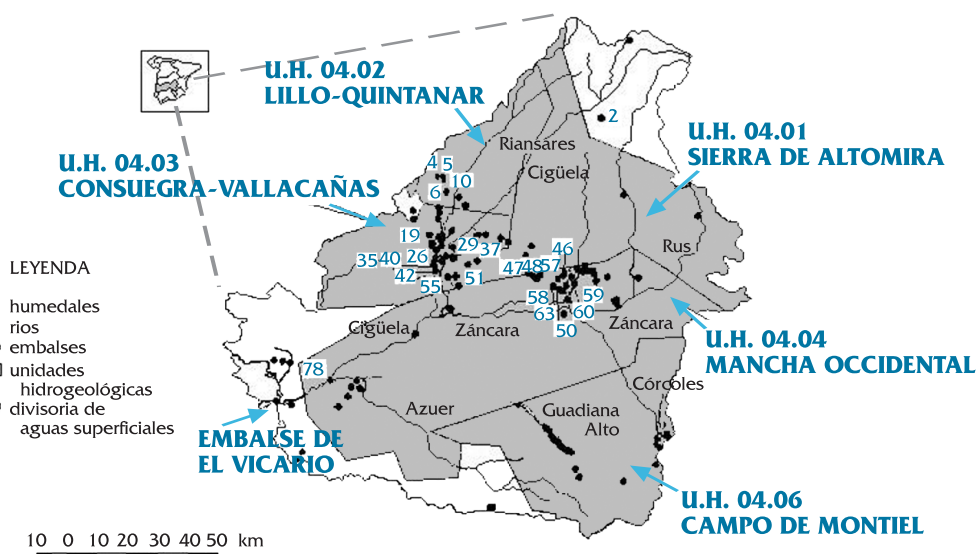 U.H. 04.02
LILLO-QUINTANAR
2
U.H. 04.01
SIERRA DE ALTOMIRA
Riansares
Cigüela
U.H. 04.03
CONSUEGRA-VALLACAÑAS
4 5
10
6
19
29
37
46
Rus
35
40
26
47
48
57
42
51
55
58
59
63
60
50
LEYENDA
humedales
rios
embalses
unidades
hidrogeológicas
divisoria de
aguas superficiales
Cigüela
Záncara
Záncara
U.H. 04.04
MANCHA OCCIDENTAL
78
Córcoles
Azuer
Guadiana
Alto
EMBALSE DE
EL VICARIO
U.H. 04.06
CAMPO DE MONTIEL
10 0 10 20 30 40 50 km